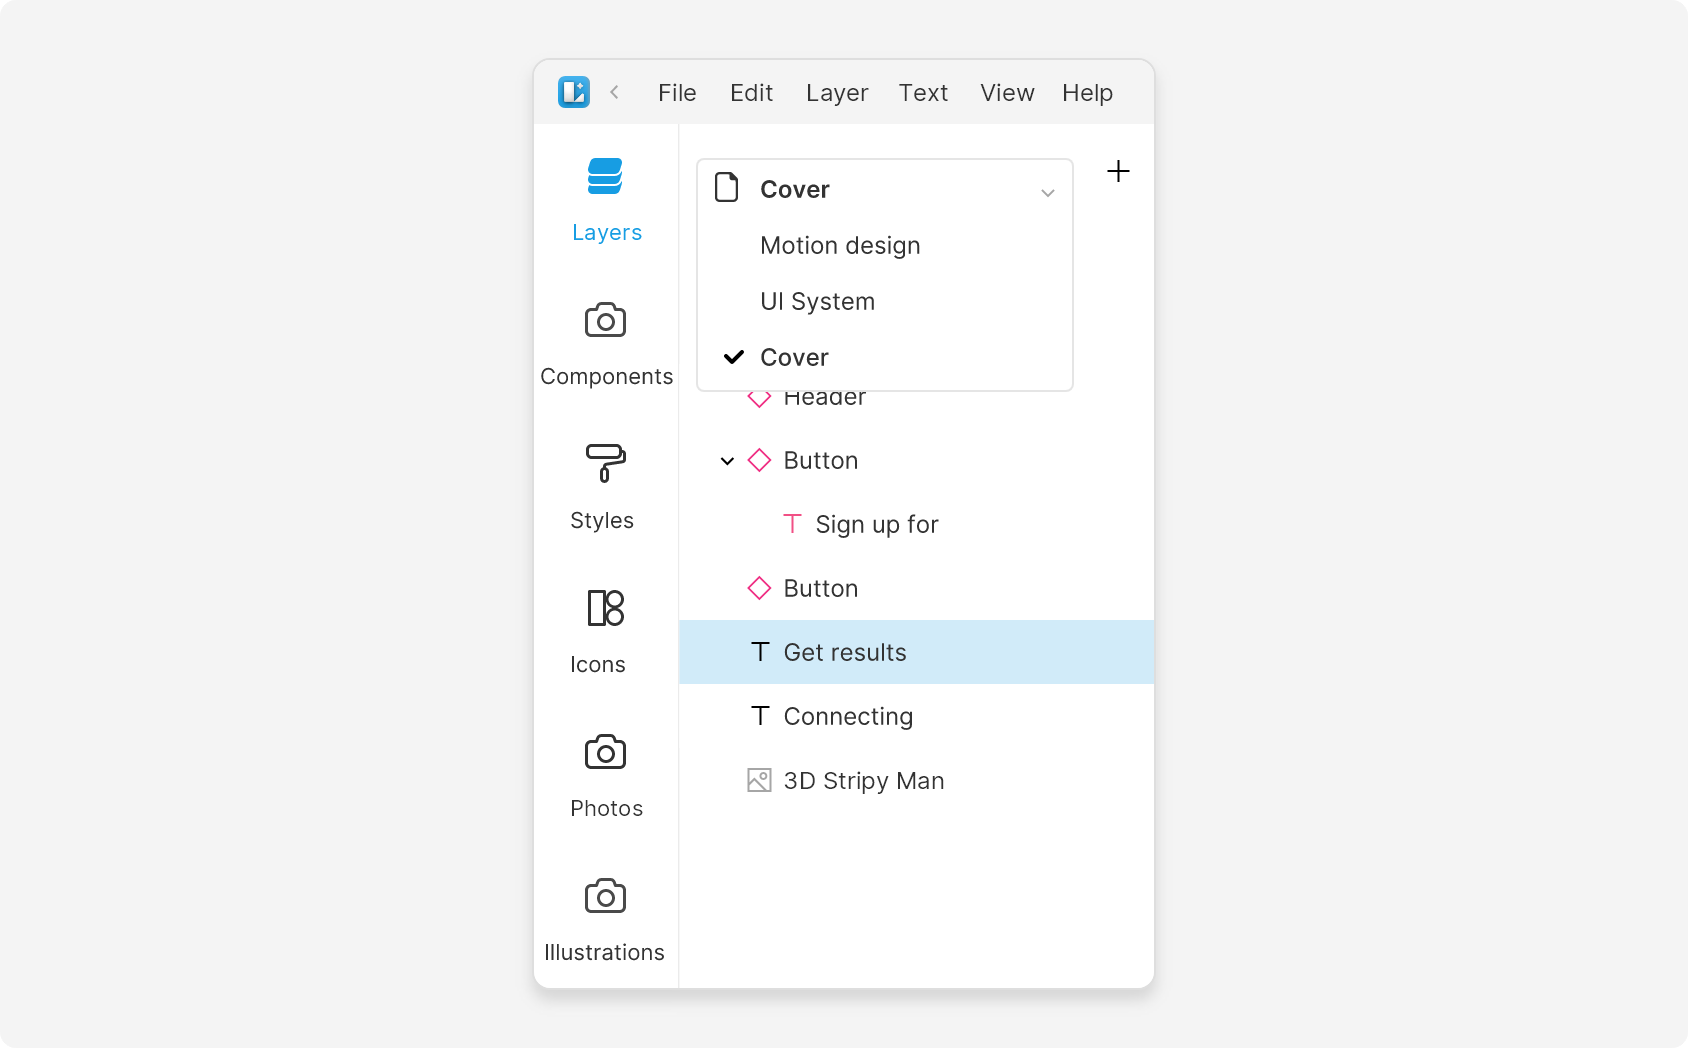 File Edit Layer Text View Help
Layers
Components
Styles
Icons
Photos
Illustrations
Cover
Motion design
UI System
Cover
Header
Button
Sign up for
Button
Get results
Connecting
3D Stripy Man